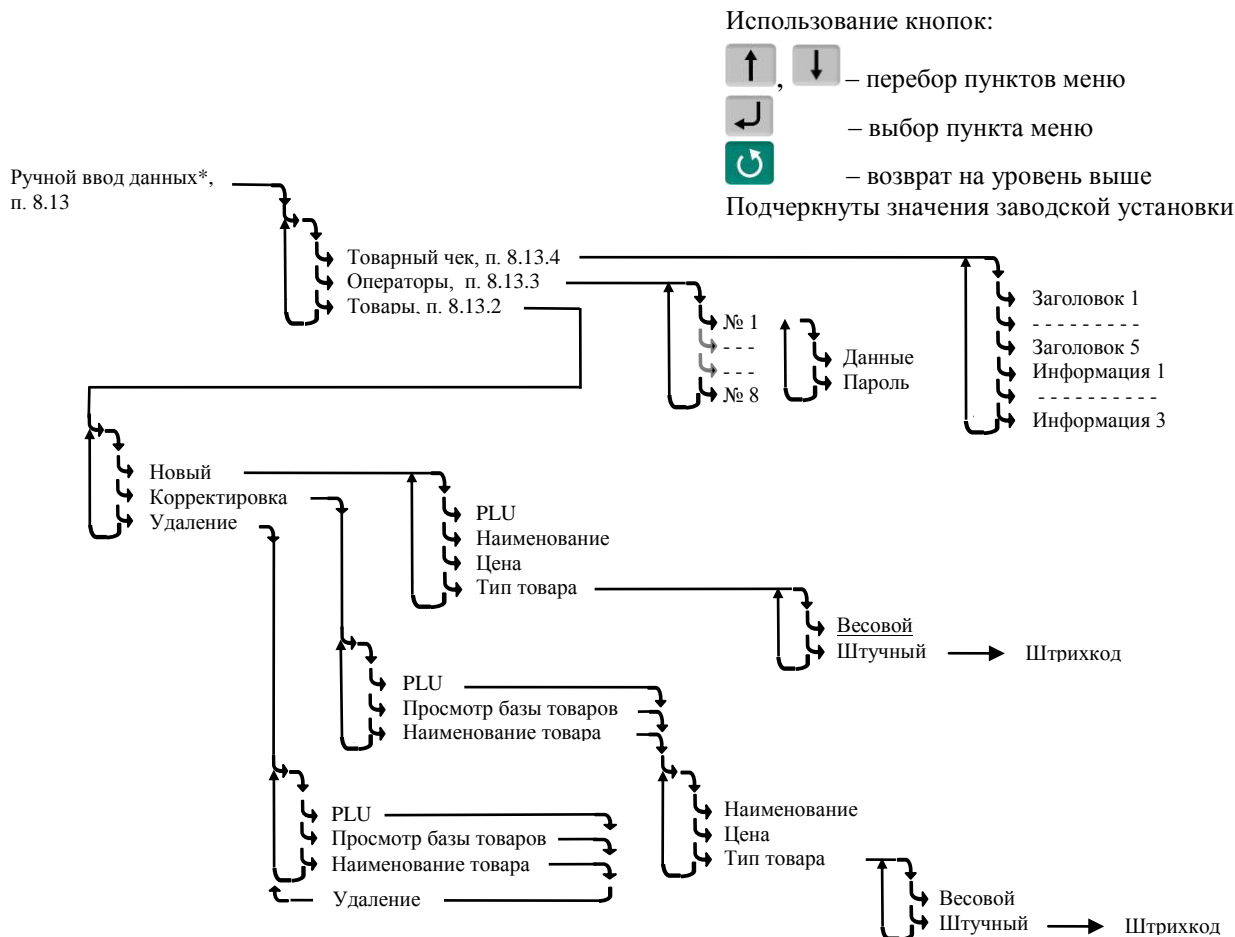 Использование кнопок:
, – перебор пунктов меню
– выбор пункта меню
– возврат на уровень выше
Подчеркнуты значения заводской установки
Ручной ввод данных*,
п. 8.13
Товарный чек, п. 8.13.4
Операторы, п. 8.13.3
Товары, п. 8.13.2
Заголовок 1
- - - - - - - - -
Заголовок 5
Информация 1
- - - - - - - - - -
Информация 3
№ 1
- - -
- - -
№ 8
Данные
Пароль
Новый
Корректировка
Удаление
PLU
Наименование
Цена
Тип товара
Весовой
Штучный
Штрихкод
PLU
Просмотр базы товаров
Наименование товара
Наименование
Цена
Тип товара
PLU
Просмотр базы товаров
Наименование товара
Удаление
Весовой
Штучный
Штрихкод